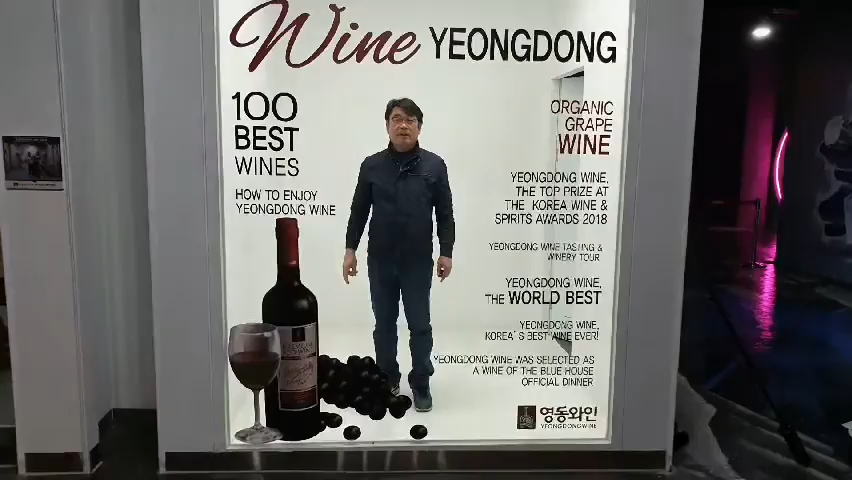 Wine YEONGDONG
100
BEST
WINES
HOW TO ENJOY
YEONGDONG WINE
ORGANIC
GRAPE
WINE
YEONGDONG WINE,
THE TOP PRIZE AT
THE KOREA WINE &
SPIRITS AWARDS 2018
YEONGDONG WINE TASTING &
WINERY TOUR
YEONGDONG WINE,
THE WORLD BEST
YEONGDONG WINE,
KOREA'S BEST WINE EVER!
YEONGDONG WINE WAS SELECTED AS
A WINE OF THE BLUE HOUSE
OFFICIAL DINNER
영동와인
YEONGDONGWINE